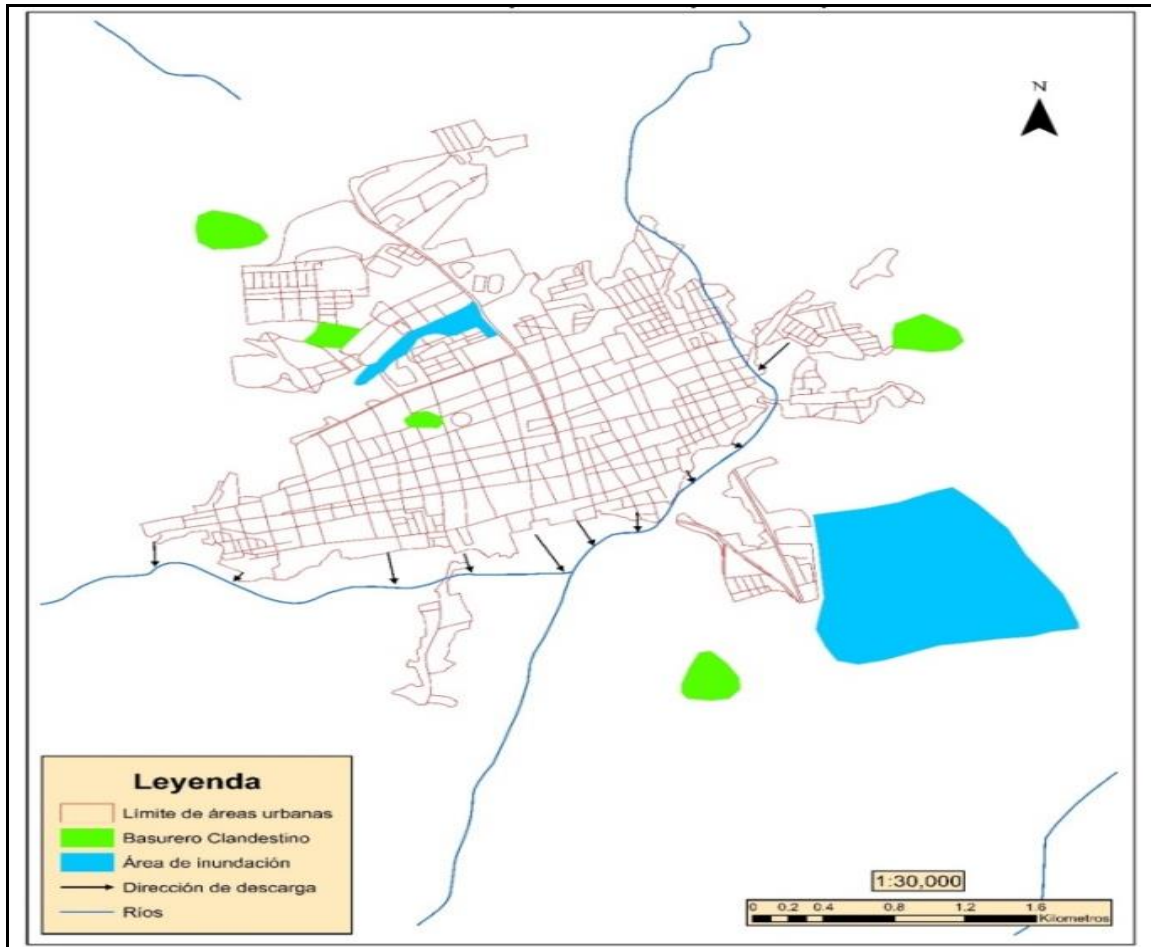 N
Leyenda
Límite de áreas urbanas
Basurero Clandestino
Área de inundación
Dirección de descarga
Ríos
1:30,000
0 0.2 0.4 0.8 1.2 1.6
Kilometros